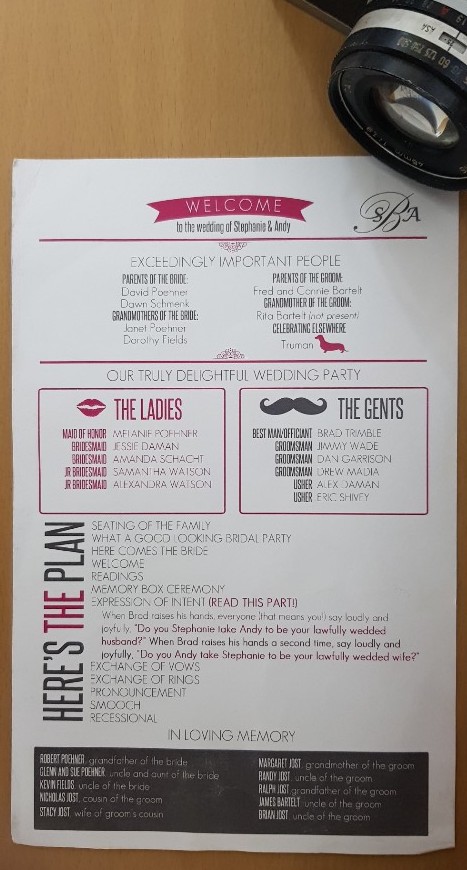 WELCOME
to the wedding of Stephanie & Andy
SBA
EXCEEDINGLY IMPORTANT PEOPLE
PARENTS OF THE BRIDE:
David Poehner
Dawn Schmenk
GRANDMOTHERS OF THE BRIDE:
Janet Poehner
Dorothy Fields
PARENTS OF THE GROOM:
Fred and Connie Bartelt
GRANDMOTHER OF THE GROOM:
Rita Bartelt (not present)
CELEBRATING ELSEWHERE
Truman
OUR TRULY DELIGHTFUL WEDDING PARTY
THE LADIES
MAID OF HONOR MELANIE POEHNER
BRIDESMAID JESSIE DAMAN
BRIDESMAID AMANDA SCHACHT
JR BRIDESMAID SAMANTHA WATSON
JR BRIDESMAID ALEXANDRA WATSON
THE GENTS
BEST MAN/OFFICIANT BRAD TRIMBLE
GROOMSMAN JIMMY WADE
GROOMSMAN DAN GARRISON
GROOMSMAN DREW MADIA
USHER ALEX DAMAN
USHER ERIC SHIVEY
HERE'S THE PLAN
SEATING OF THE FAMILY
WHAT A GOOD LOOKING BRIDAL PARTY
HERE COMES THE BRIDE
WELCOME
READINGS
MEMORY BOX CEREMONY
EXPRESSION OF INTENT (READ THIS PART!)
When Brad raises his hands, everyone (that means you!) say loudly and
joyfully, "Do you Stephanie take Andy to be your lawfully wedded
husband?" When Brad raises his hands a second time, say loudly and
joyfully, "Do you Andy take Stephanie to be your lawfully wedded wife?"
EXCHANGE OF VOWS
EXCHANGE OF RINGS
PRONOUNCEMENT
SMOOCH
RECESSIONAL
IN LOVING MEMORY
ROBERT POEHNER, grandfather of the bride
GLENN AND SUE POEHNER, uncle and aunt of the bride
KEVIN FIELDS, uncle of the bride
NICHOLAS JOST, cousin of the groom
STACY JOST, wife of groom's cousin
MARGARET JOST, grandmother of the groom
RANDY JOST, uncle of the groom
RALPH JOST, grandfather of the groom
JAMES BARTELT, uncle of the groom
BRIAN JOST, uncle of the groom